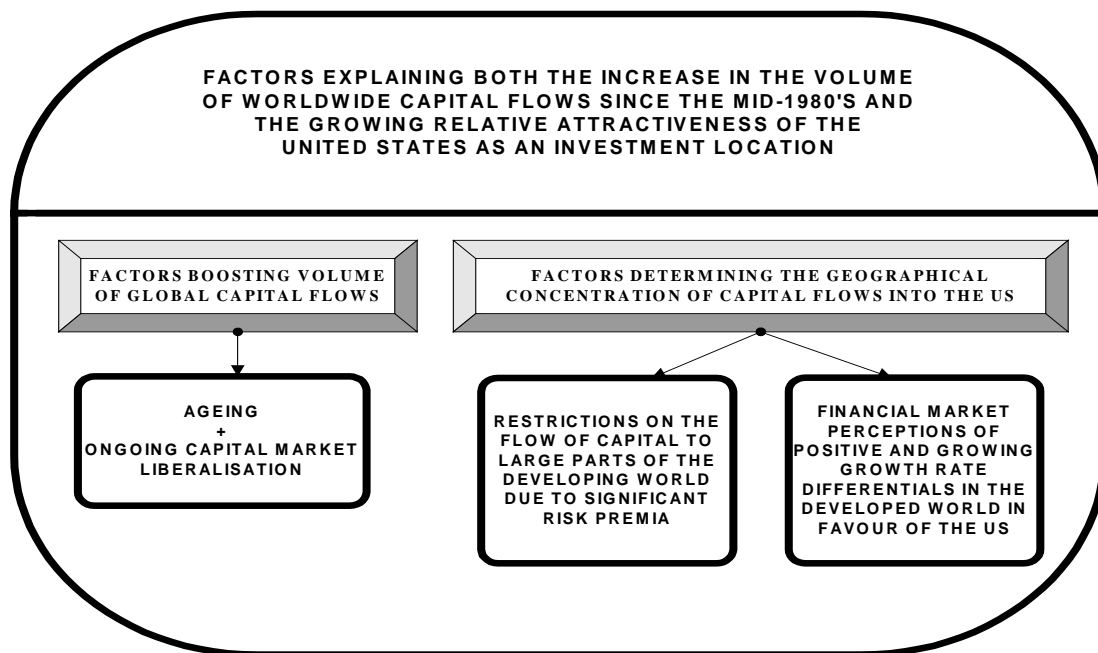 FACTORS EXPLAINING BOTH THE INCREASE IN THE VOLUME
OF WORLDWIDE CAPITAL FLOWS SINCE THE MID-1980'S AND
THE GROWING RELATIVE ATTRACTIVENESS OF THE
UNITED STATES AS AN INVESTMENT LOCATION
FACTORS BOOSTING VOLUME
OF GLOBAL CAPITAL FLOWS
FACTORS DETERMINING THE GEOGRAPHICAL
CONCENTRATION OF CAPITAL FLOWS INTO THE US
AGEING
+
ONGOING CAPITAL MARKET
LIBERALISATION
RESTRICTIONS ON THE
FLOW OF CAPITAL TO
LARGE PARTS OF THE
DEVELOPING WORLD
DUE TO SIGNIFICANT
RISK PREMIA
FINANCIAL MARKET
PERCEPTIONS OF
POSITIVE AND GROWING
GROWTH RATE
DIFFERENTIALS IN THE
DEVELOPED WORLD IN
FAVOUR OF THE US